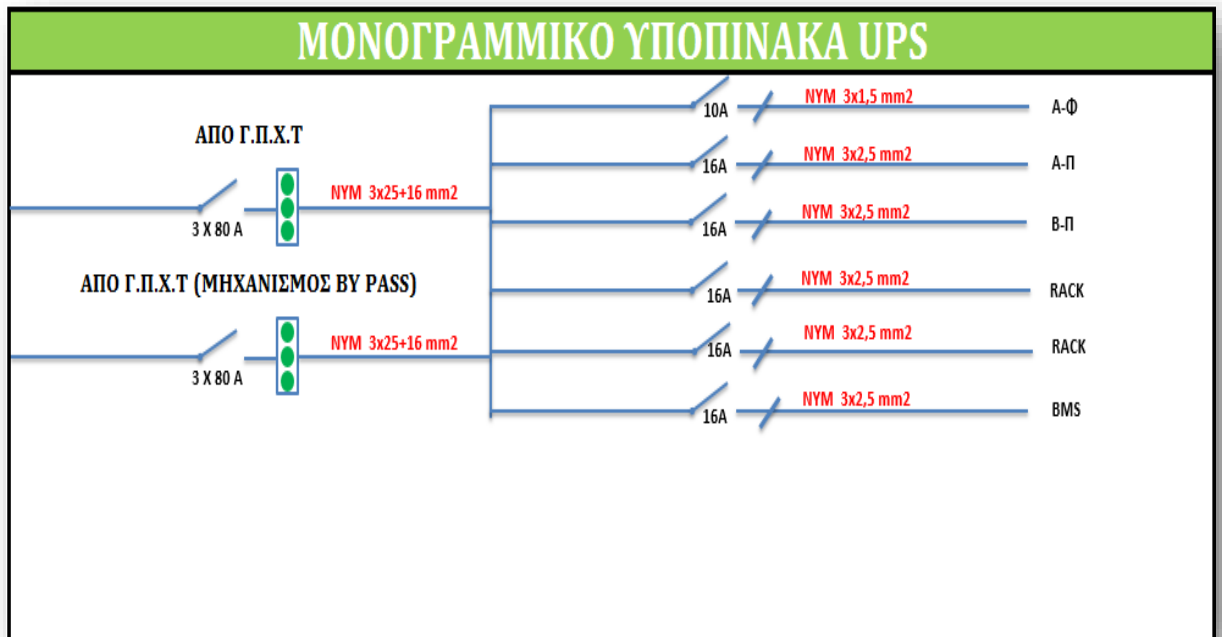 ΜΟΝΟΓΡΑΜΜΙΚΟ ΥΠΟΠΙΝΑΚΑ UPS
ΑΠΟ Γ.Π.Χ.Τ
3 X 80 A
NYM 3x25+16 mm2
ΑΠΟ Γ.Π.Χ.Τ (ΜΗΧΑΝΙΣΜΟΣ BY PASS)
3 X 80 A
NYM 3x25+16 mm2
10A NYM 3x1,5 mm2 Α-Φ
16A NYM 3x2,5 mm2 Α-Π
16A NYM 3x2,5 mm2 Β-Π
16A NYM 3x2,5 mm2 RACK
16A NYM 3x2,5 mm2 RACK
16A NYM 3x2,5 mm2 BMS